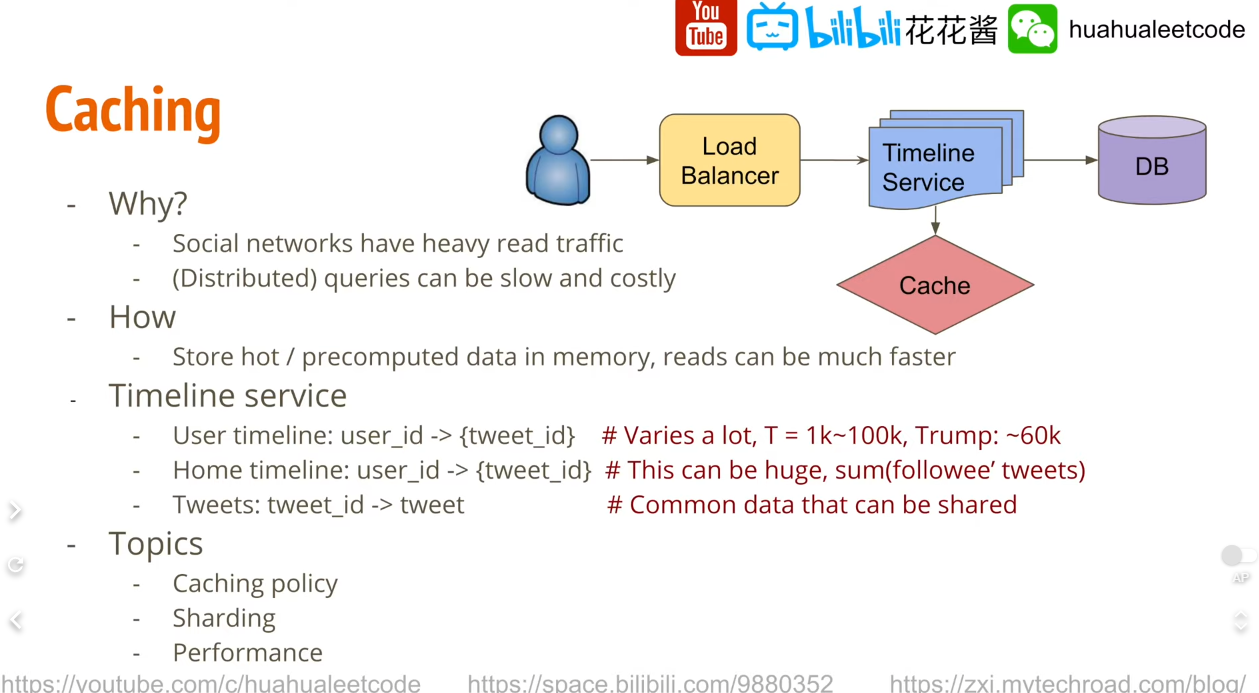 You
Tube
bilibili 花花酱
huahualeetcode
Caching
Load
Balancer
Timeline
Service
DB
Cache
- Why?
- Social networks have heavy read traffic
- (Distributed) queries can be slow and costly
- How
- Store hot / precomputed data in memory, reads can be much faster
- Timeline service
- User timeline: user_id -> {tweet_id} # Varies a lot, T = 1k~100k, Trump: ~60k
- Home timeline: user_id -> {tweet_id} # This can be huge, sum(followee’ tweets)
- Tweets: tweet_id -> tweet # Common data that can be shared
- Topics
- Caching policy
- Sharding
- Performance
AP
https://youtube.com/c/huahualeetcode https://space.bilibili.com/9880352 https://zxi.mytechroad.com/blog/